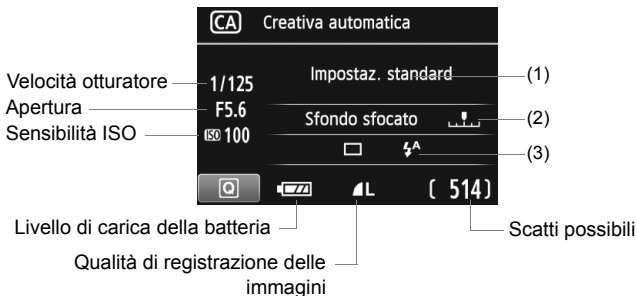 CA Creativa automatica
Velocità otturatore 1/125 Impostaz. standard (1)
Apertura F5.6 Sfondo sfocato (2)
Sensibilità ISO ISO 100
A (3)
Q L ( 514)
Livello di carica della batteria Scatti possibili
Qualità di registrazione delle
immagini